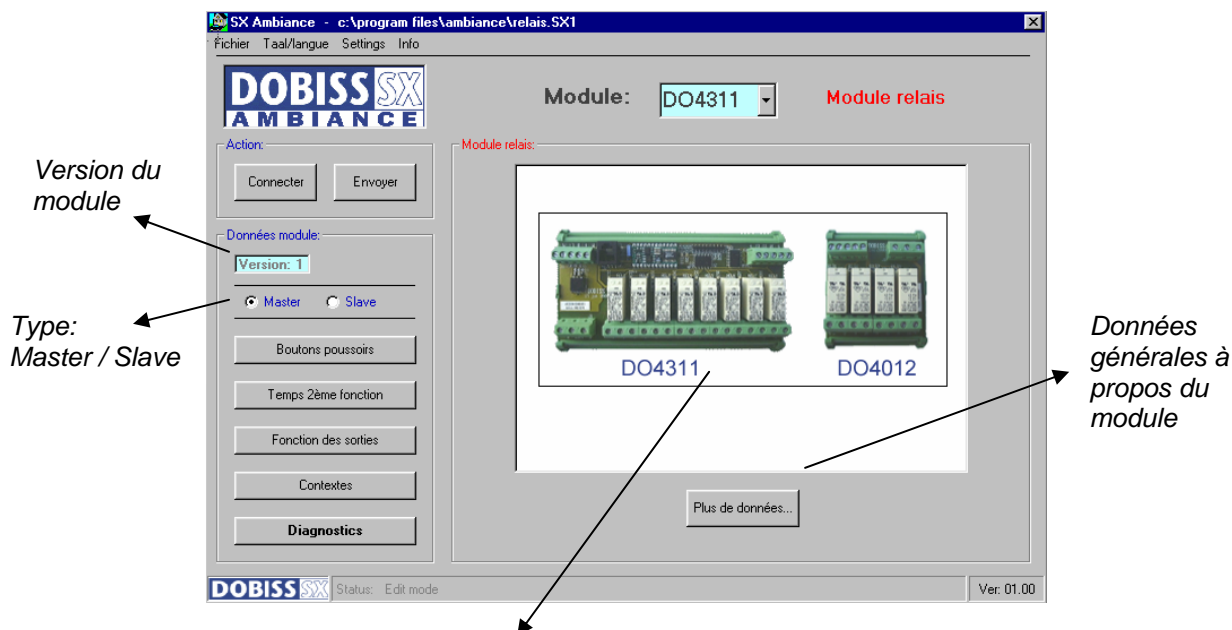 SX Ambiance - c:\program files\ambiance\relais.SX1
Fichier Taal/langue Settings Info
DOBISS SX
AMBIANCE
Module:
DO4311
Module relais
Action:
Connecter
Envoyer
Version du
module
Données module:
Version: 1
Master
Slave
Type:
Master / Slave
Boutons poussoirs
Temps 2ème fonction
Fonction des sorties
Contextes
Diagnostics
Module relais:
DO4311
DO4012
Données
générales à
propos du
module
Plus de données...
DOBISS SX
Status: Edit mode
Ver: 01.00